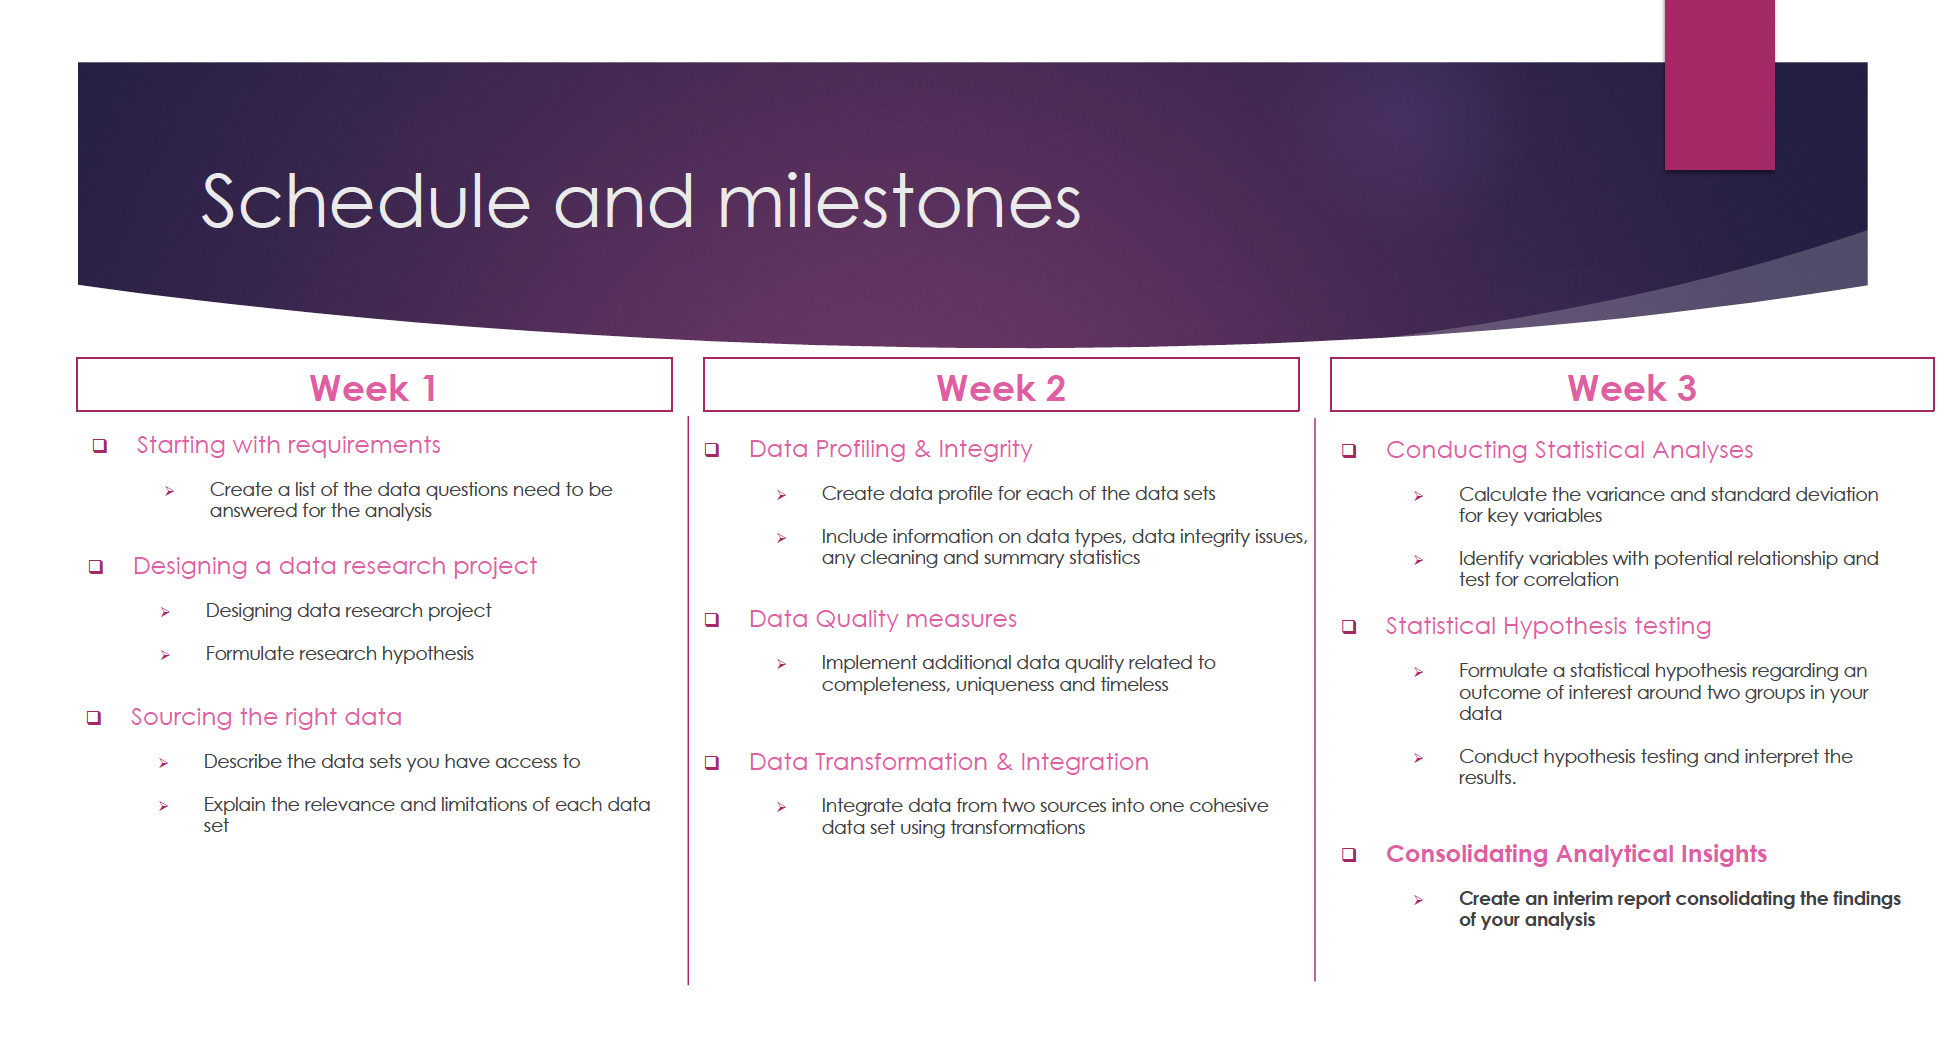 Schedule and milestones
Week 1
Starting with requirements
Create a list of the data questions need to be
answered for the analysis
Designing a data research project
Designing data research project
Formulate research hypothesis
Sourcing the right data
Describe the data sets you have access to
Explain the relevance and limitations of each data
set
Week 2
Data Profiling & Integrity
Create data profile for each of the data sets
Include information on data types, data integrity issues,
any cleaning and summary statistics
Data Quality measures
Implement additional data quality related to
completeness, uniqueness and timeless
Data Transformation & Integration
Integrate data from two sources into one cohesive
data set using transformations
Week 3
Conducting Statistical Analyses
Calculate the variance and standard deviation
for key variables
Identify variables with potential relationship and
test for correlation
Statistical Hypothesis testing
Formulate a statistical hypothesis regarding an
outcome of interest around two groups in your
data
Conduct hypothesis testing and interpret the
results.
Consolidating Analytical Insights
Create an interim report consolidating the findings
of your analysis